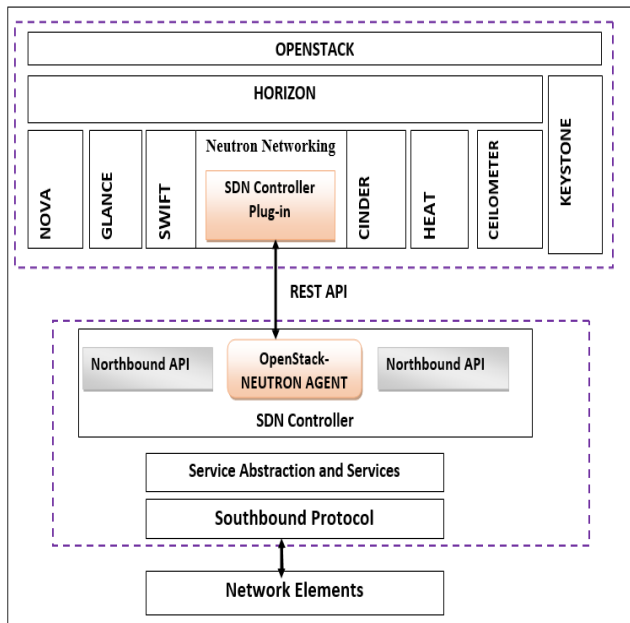 OPENSTACK
HORIZON
KEYSTONE
NOVA
GLANCE
SWIFT
Neutron Networking
SDN Controller
Plug-in
CINDER
HEAT
CEILOMETER
REST API
Northbound API
OpenStack-
NEUTRON AGENT
Northbound API
SDN Controller
Service Abstraction and Services
Southbound Protocol
Network Elements